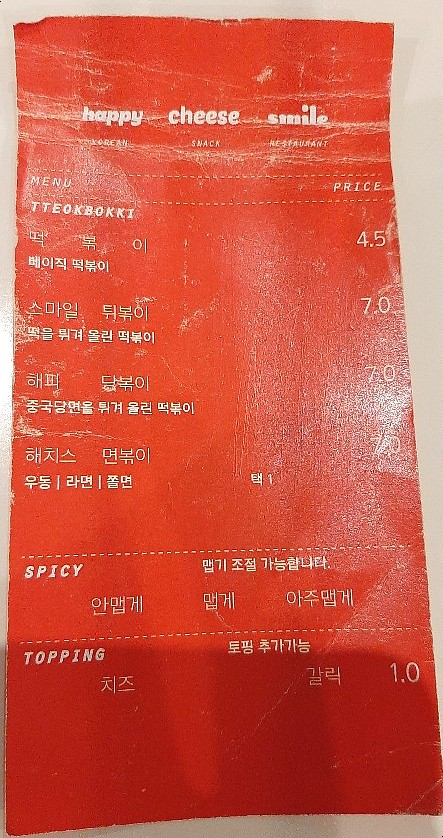 happy cheese smile
KOREAN SNACK RESTAURANT
MENU PRICE
TTEOKBOKKI
떡 볶 이 4.5
베이직 떡볶이
스마일 튀볶이 7.0
떡을 튀겨 올린 떡볶이
해피 당볶이 7.0
중국당면을 튀겨 올린 떡볶이
해치스 면볶이 7.0
우동 | 라면 | 쫄면 택 1
SPICY 맵기 조절 가능합니다.
안맵게 맵게 아주맵게
TOPPING 토핑 추가가능
치즈 갈릭 1.0